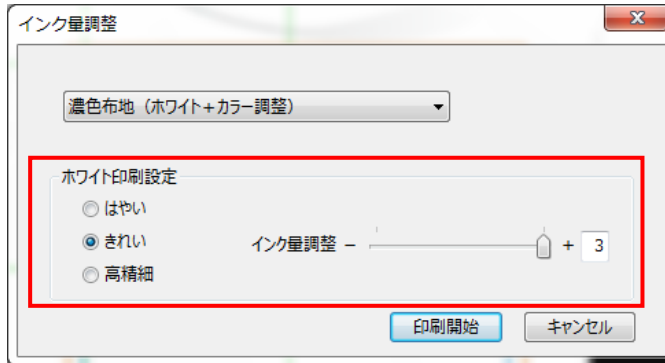 インク量調整
濃色布地（ホワイト＋カラー調整）
ホワイト印刷設定
はやい
きれい
インク量調整 − + 3
高精細
印刷開始 キャンセル